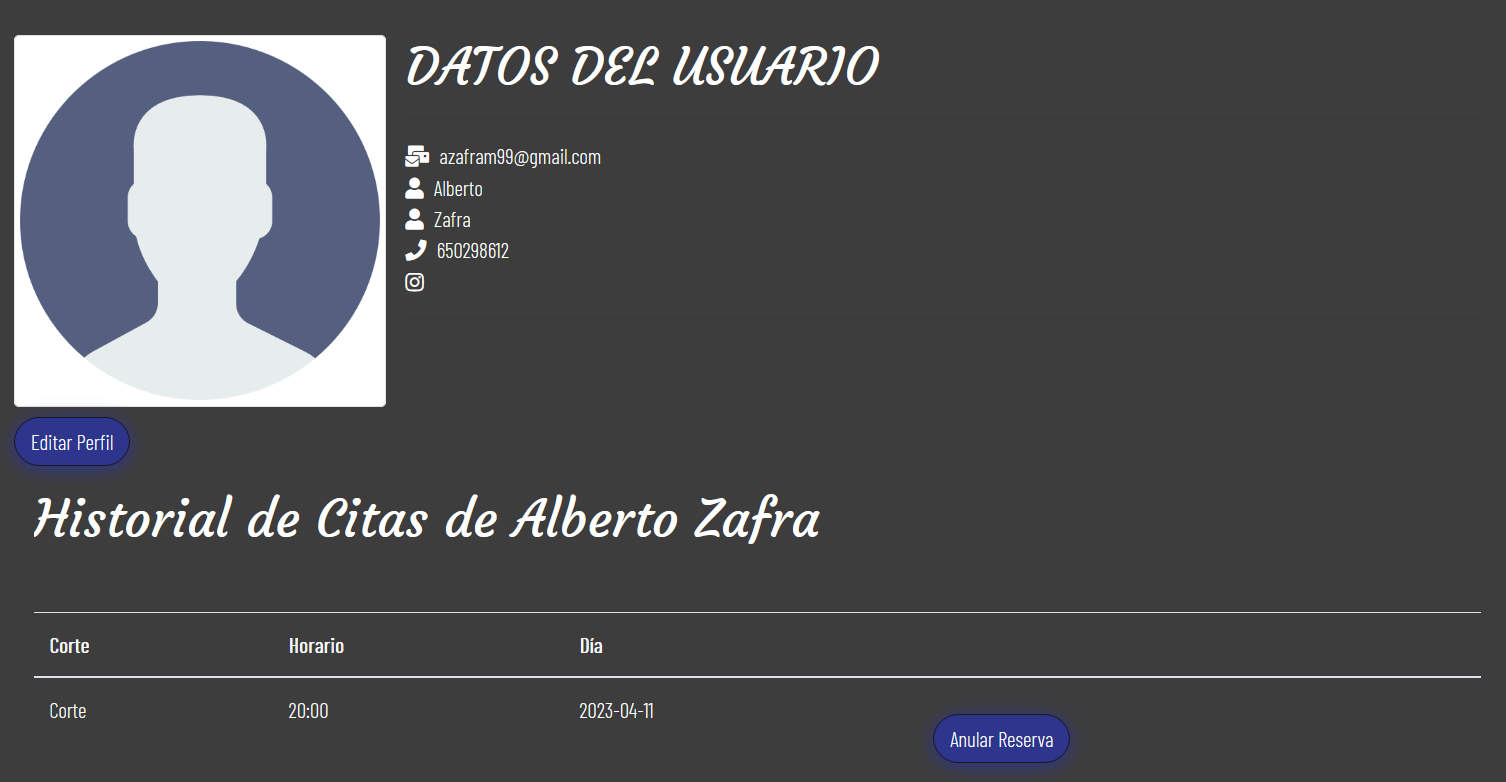 DATOS DEL USUARIO
azafram99@gmail.com
Alberto
Zafra
650298612
Editar Perfil
Historial de Citas de Alberto Zafra
Corte Horario Día
Corte 20:00 2023-04-11
Anular Reserva